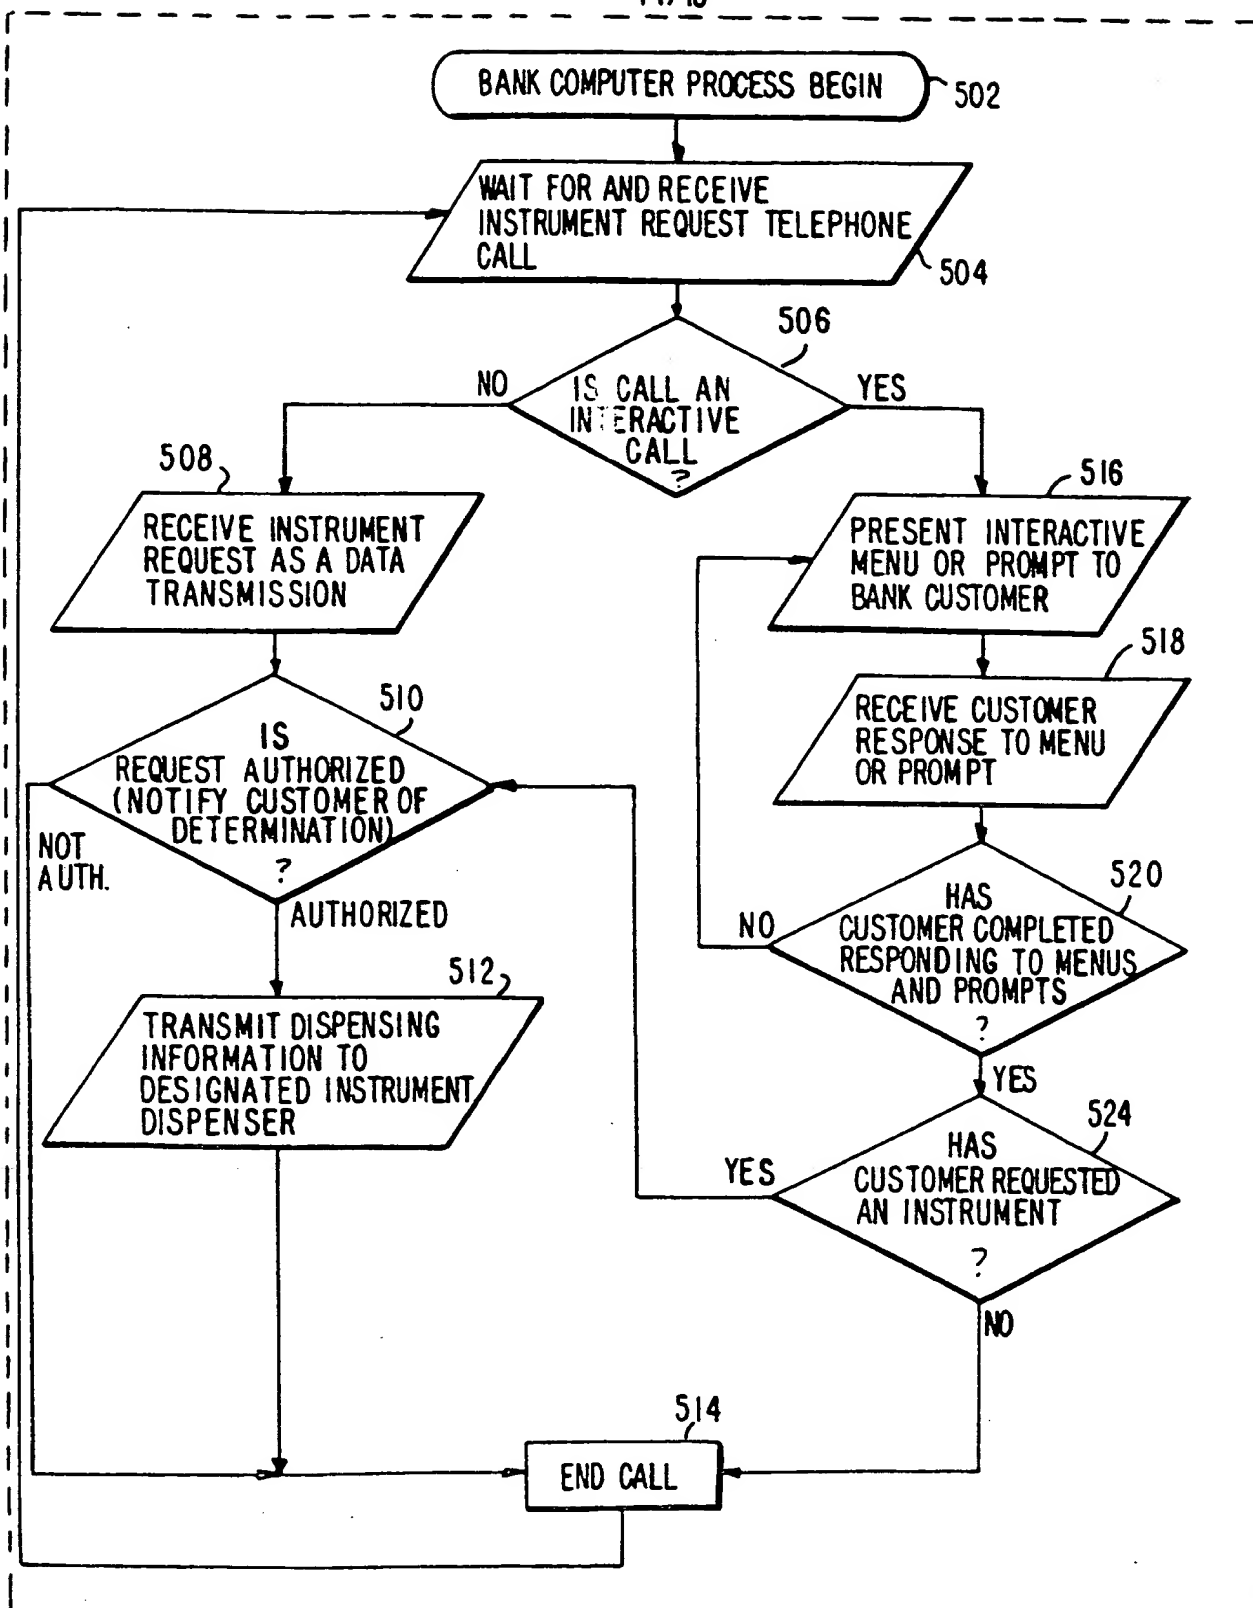 BANK COMPUTER PROCESS BEGIN
502
WAIT FOR AND RECEIVE
INSTRUMENT REQUEST TELEPHONE
CALL
504
506
IS CALL AN
INTERACTIVE
CALL
?
NO
YES
508
RECEIVE INSTRUMENT
REQUEST AS A DATA
TRANSMISSION
516
PRESENT INTERACTIVE
MENU OR PROMPT TO
BANK CUSTOMER
518
RECEIVE CUSTOMER
RESPONSE TO MENU
OR PROMPT
510
IS
REQUEST AUTHORIZED
(NOTIFY CUSTOMER OF
DETERMINATION)
?
NOT
AUTH.
AUTHORIZED
520
HAS
CUSTOMER COMPLETED
RESPONDING TO MENUS
AND PROMPTS
?
NO
YES
512
TRANSMIT DISPENSING
INFORMATION TO
DESIGNATED INSTRUMENT
DISPENSER
524
HAS
CUSTOMER REQUESTED
AN INSTRUMENT
?
YES
NO
514
END CALL